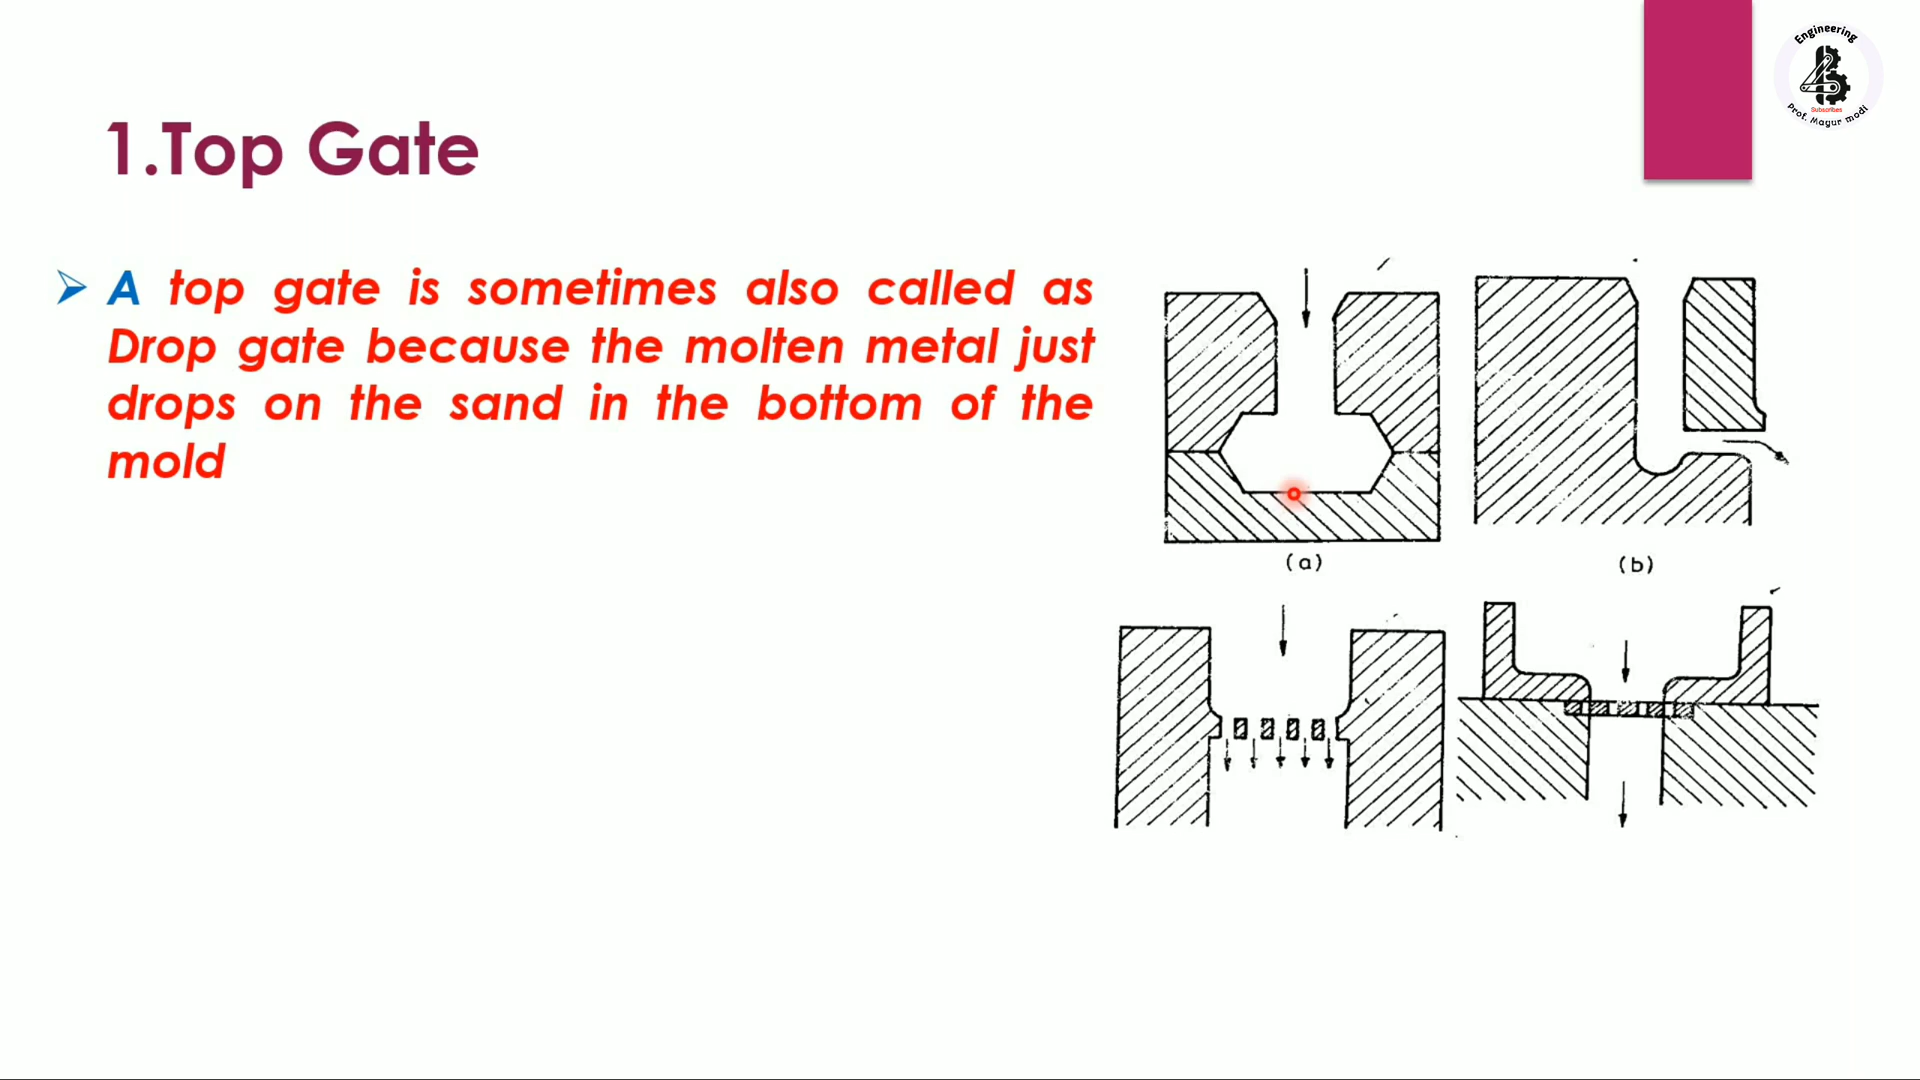 Engineering
Subscribes
Prof. Mayur modi
1.Top Gate
A top gate is sometimes also called as
Drop gate because the molten metal just
drops on the sand in the bottom of the
mold
(a)
(b)